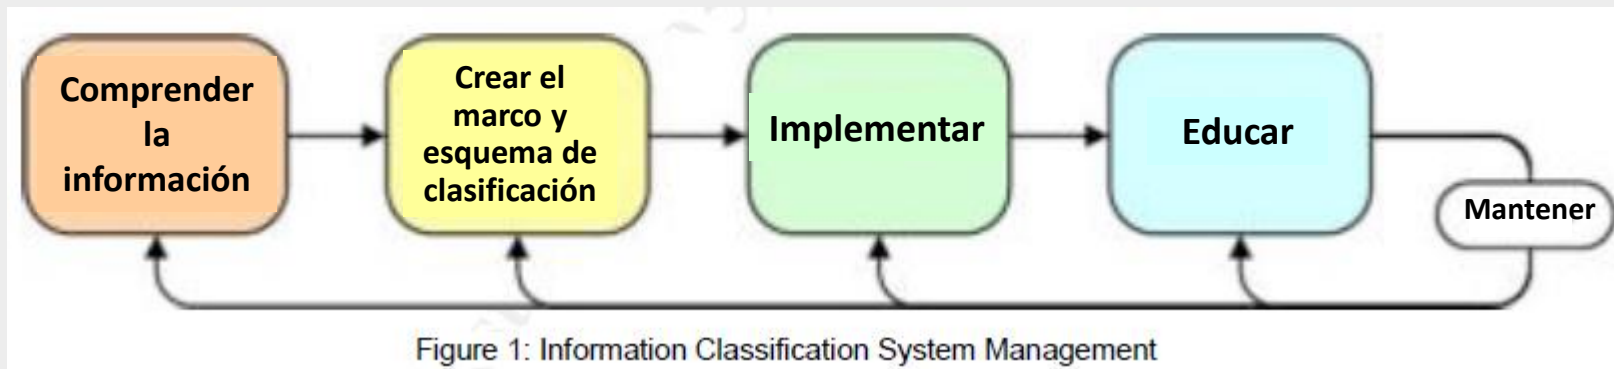 Comprender
la
información
Crear el
marco y
esquema de
clasificación
Implementar
Educar
Mantener
Figure 1: Information Classification System Management